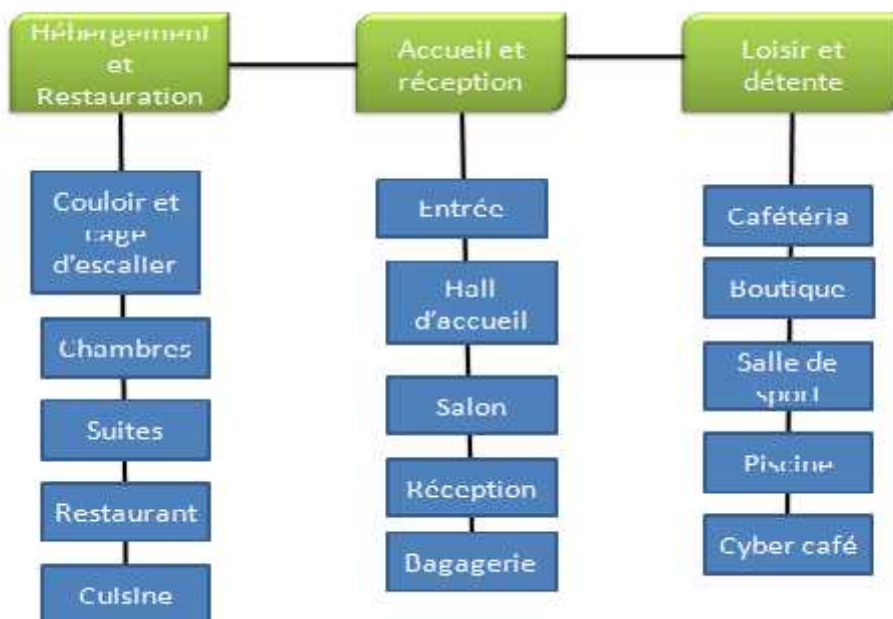 Hébergement
et
Restauration
Couloir et
cage
d'escalier
Chambres
Suites
Restaurant
Cuisine
Accueil et
réception
Entrée
Hall
d'accueil
Salon
Réception
Bagagerie
Loisir et
détente
Cafétéria
Boutique
Salle de
sport
Piscine
Cyber café